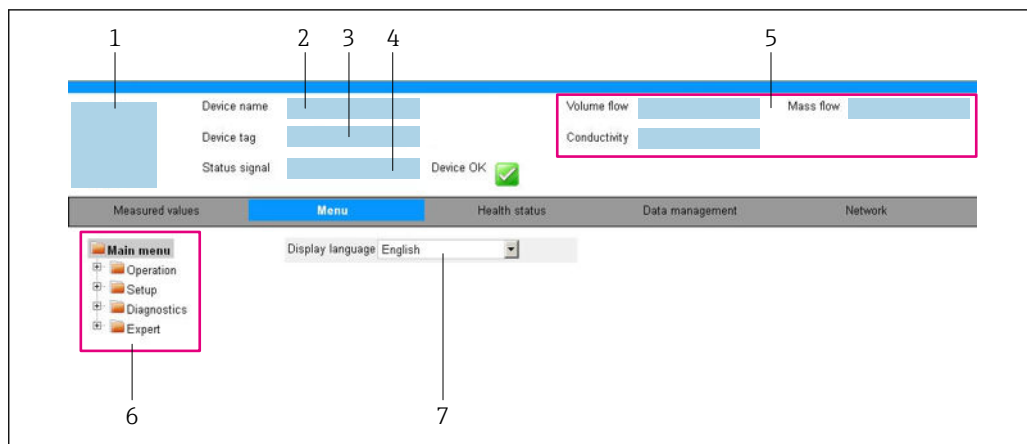 1 2 3 4 5
Device name Volume flow Mass flow
Device tag Conductivity
Status signal Device OK
Measured values Menu Health status Data management Network
Main menu Display language English
Operation
Setup
Diagnostics
Expert
6 7